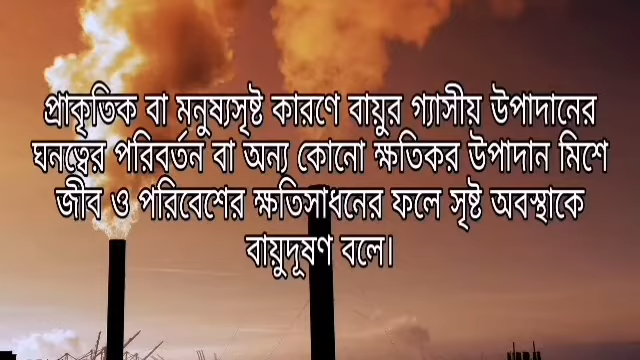 প্রাকৃতিক বা মনুষ্যসৃষ্ট কারণে বায়ুর গ্যাসীয় উপাদানের
ঘনত্বের পরিবর্তন বা অন্য কোনো ক্ষতিকর উপাদান মিশে
জীব ও পরিবেশের ক্ষতিসাধনের ফলে সৃষ্ট অবস্থাকে
বায়ুদূষণ বলে।